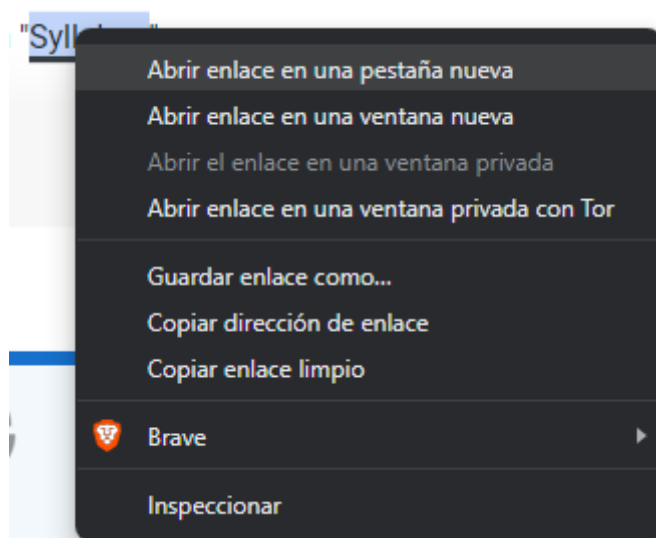 "Syll
Abrir enlace en una pestaña nueva
Abrir enlace en una ventana nueva
Abrir el enlace en una ventana privada
Abrir enlace en una ventana privada con Tor
Guardar enlace como...
Copiar dirección de enlace
Copiar enlace limpio
Brave
Inspeccionar